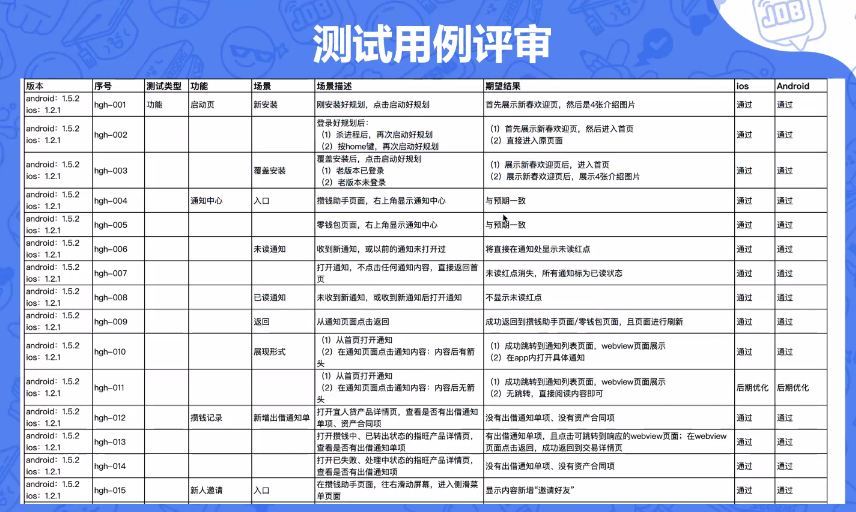 JOB
测试用例评审
版本 序号 测试类型 功能 场景 场景描述 期望结果 ios Android
android：1.5.2
ios：1.2.1
hgh-001 功能 启动页 新安装 刚安装好规划，点击启动好规划 首先展示新春欢迎页，然后是4张介绍图片 通过 通过
android：1.5.2
ios：1.2.1
hgh-002
登录好规划后：
（1）杀进程后，再次启动好规划
（2）按home键，再次启动好规划
（1）首先展示新春欢迎页，然后进入首页
（2）直接进入原页面
通过 通过
android：1.5.2
ios：1.2.1
hgh-003 覆盖安装
覆盖安装后，点击启动好规划
（1）老版本已登录
（2）老版本未登录
（1）展示新春欢迎页后，进入首页
（2）展示新春欢迎页后，展示4张介绍图片
通过 通过
android：1.5.2
ios：1.2.1
hgh-004 通知中心 入口 攒钱助手页面，右上角显示通知中心 与预期一致 通过 通过
android：1.5.2
ios：1.2.1
hgh-005 零钱包页面，右上角显示通知中心 与预期一致 通过 通过
android：1.5.2
ios：1.2.1
hgh-006 未读通知 收到新通知，或以前的通知未打开过 将直接在通知处显示未读红点 通过 通过
android：1.5.2
ios：1.2.1
hgh-007
打开通知，不点击任何通知内容，直接返回首
页
未读红点消失，所有通知标为已读状态 通过 通过
android：1.5.2
ios：1.2.1
hgh-008 已读通知 未收到新通知，或收到新通知后打开通知 不显示未读红点 通过 通过
android：1.5.2
ios：1.2.1
hgh-009 返回 从通知页面点击返回 成功返回到攒钱助手页面/零钱包页面，且页面进行刷新 通过 通过
android：1.5.2
ios：1.2.1
hgh-010 展现形式
（1）从首页打开通知
（2）在通知页面点击通知内容：内容后有箭
头
（1）成功跳转到通知列表页面，webview页面展示
（2）在app内打开具体通知
通过 通过
android：1.5.2
ios：1.2.1
hgh-011
（1）从首页打开通知
（2）在通知页面点击通知内容：内容后无箭
头
（1）成功跳转到通知列表页面，webview页面展示
（2）无跳转，直接阅读内容即可
后期优化 后期优化
android：1.5.2
ios：1.2.1
hgh-012 攒钱记录 新增出借通知单
打开宜人贷产品详情页，查看是否有出借通知
单项、资产合同项
没有出借通知单项、没有资产合同项 通过 通过
android：1.5.2
ios：1.2.1
hgh-013
打开攒钱中、已转出状态的指旺产品详情页，
查看是否有出借通知单项
有出借通知单项，且点击可跳转到响应的webview页面；在webview
页面点击返回，成功返回到交易详情页
通过 通过
android：1.5.2
ios：1.2.1
hgh-014
打开已失败、处理中状态的指旺产品详情页，
查看是否有出借通知项
没有出借通知单项、没有资产合同项 通过 通过
android：1.5.2
ios：1.2.1
hgh-015 新人邀请 入口
在攒钱助手页面，往右滑动屏幕，进入侧滑菜
单页面
显示内容新增“邀请好友” 通过 通过